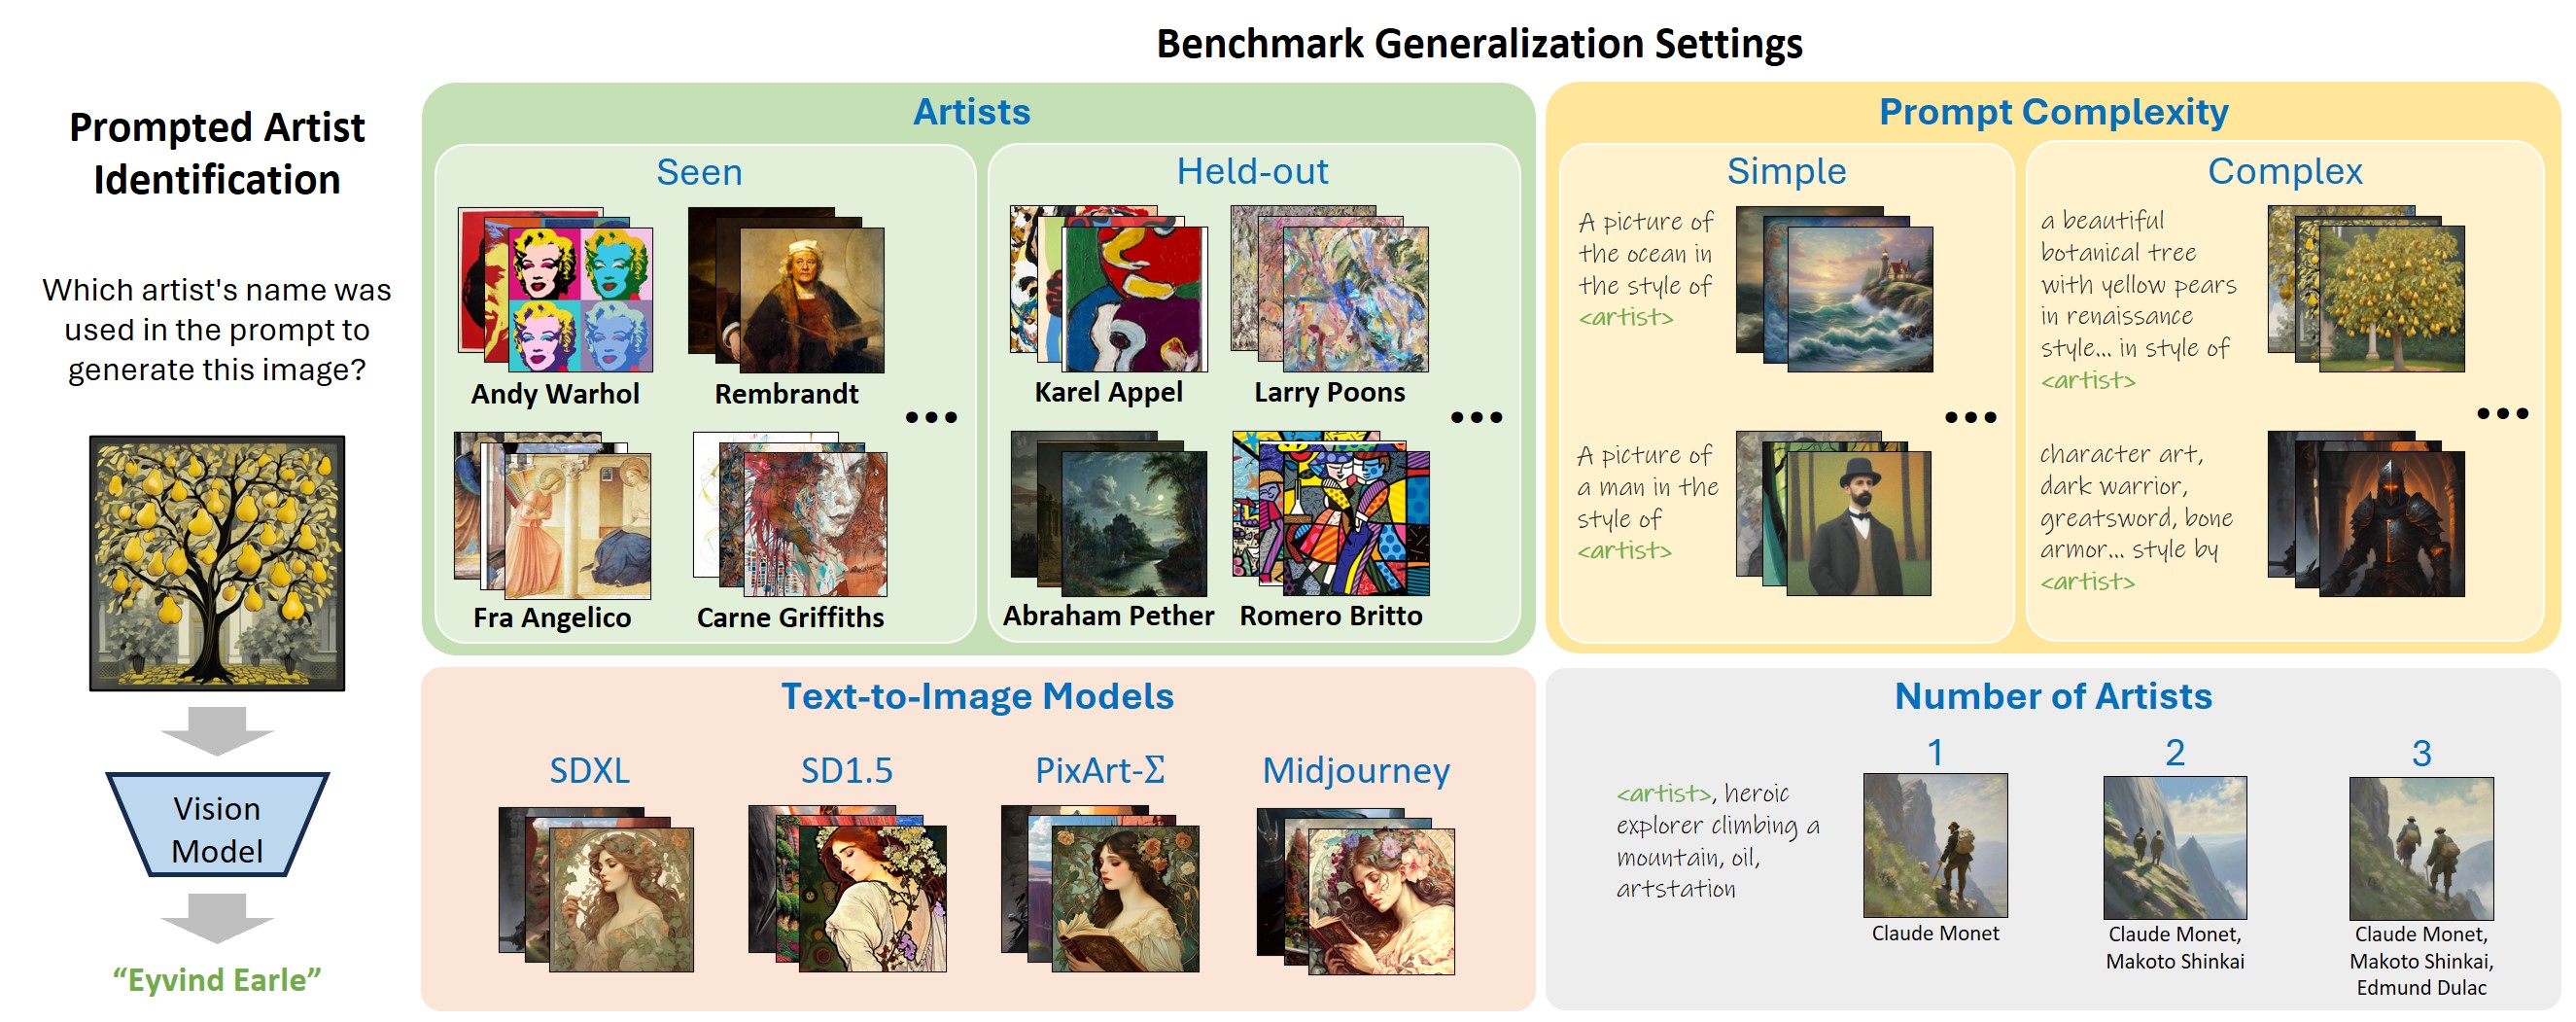 Benchmark Generalization Settings
Prompted Artist
Identification
Which artist's name was
used in the prompt to
generate this image?
Vision
Model
“Eyvind Earle”
Artists
Seen
Andy Warhol
Rembrandt
Fra Angelico
Carne Griffiths
...
Held-out
Karel Appel
Larry Poons
Abraham Pether
Romero Britto
...
Prompt Complexity
Simple
A picture of
the ocean in
the style of
<artist>
A picture of
a man in the
style of
<artist>
...
Complex
a beautiful
botanical tree
with yellow pears
in renaissance
style... in style of
<artist>
character art,
dark warrior,
greatsword, bone
armor... style by
<artist>
...
Text-to-Image Models
SDXL
SD1.5
PixArt-Σ
Midjourney
Number of Artists
<artist>, heroic
explorer climbing a
mountain, oil,
artstation
1
Claude Monet
2
Claude Monet,
Makoto Shinkai
3
Claude Monet,
Makoto Shinkai,
Edmund Dulac